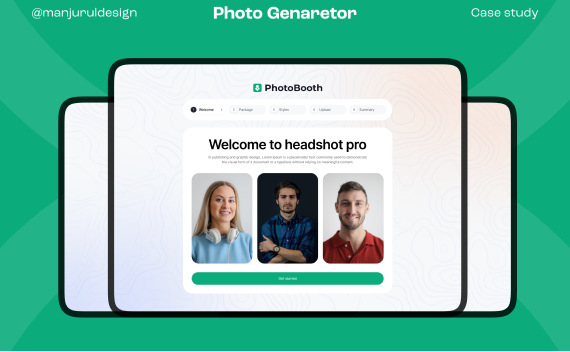 @manjuruldesign
Photo Genaretor
Case study
PhotoBooth
1 Welcome
2 Package
3 Styles
4 Upload
5 Summary
Welcome to headshot pro
In publishing and graphic design, Lorem ipsum is a placeholder text commonly used to demonstrate
the visual form of a document or a typeface without relying on meaningful content.
Get started